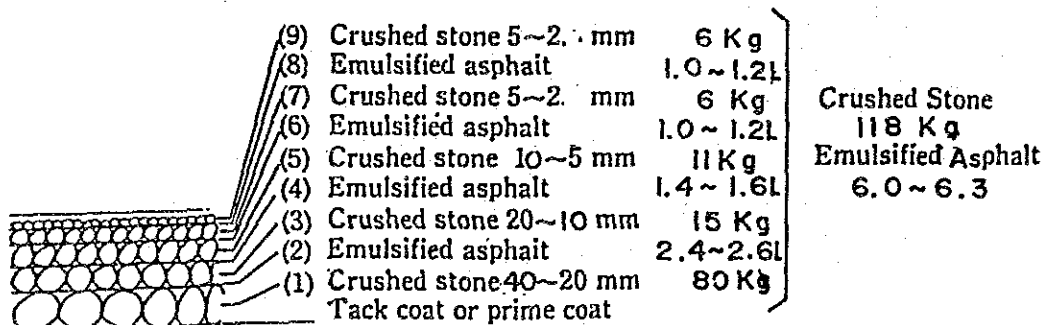 (9) Crushed stone 5~2. mm 6 Kg
(8) Emulsified asphait 1.0~1.2L
(7) Crushed stone 5~2. mm 6 Kg
(6) Emulsified asphalt 1.0~1.2L
(5) Crushed stone 10~5 mm 11Kg
(4) Emulsified asphalt 1.4~1.6L
(3) Crushed stone 20~10 mm 15 Kg
(2) Emulsified asphait 2.4~2.6L
(1) Crushed stone 40~20 mm 80 Kg
Tack coat or prime coat
Crushed Stone
118 Kg
Emulsified Asphalt
6.0~6.3